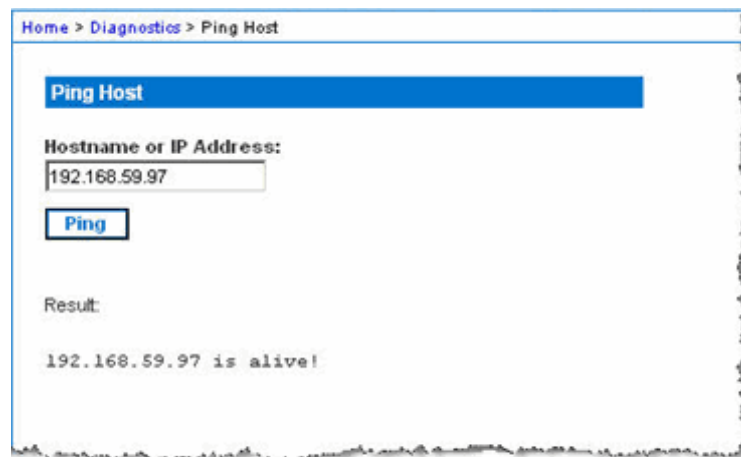 Home > Diagnostics > Ping Host
Ping Host
Hostname or IP Address:
192.168.59.97
Ping
Result:
192.168.59.97 is alive!